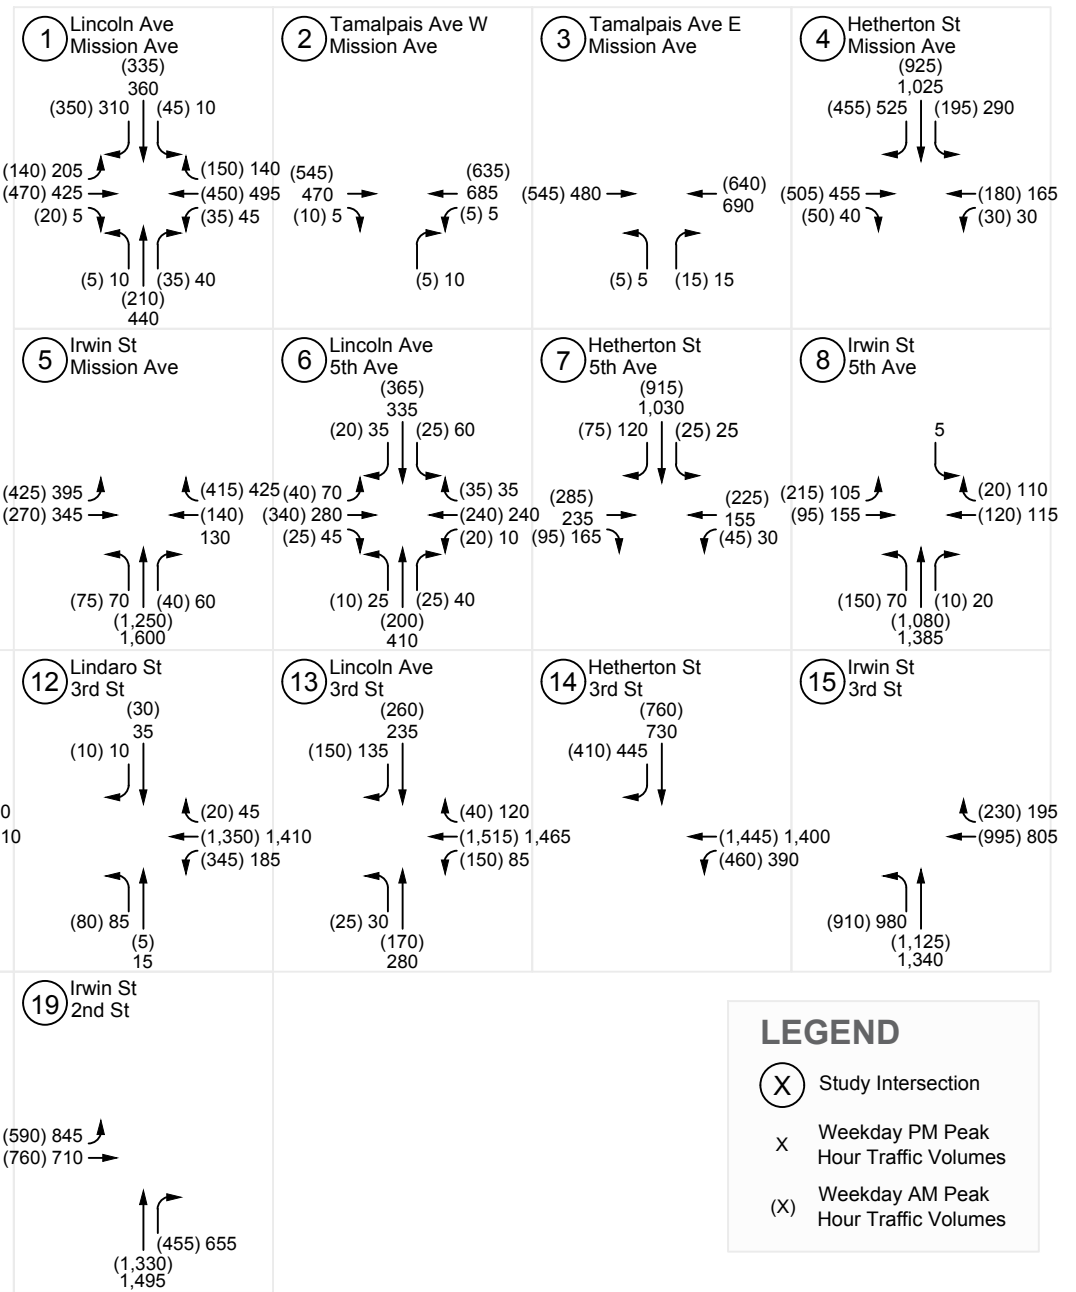 1 Lincoln Ave
Mission Ave
(335)
360
(350) 310 (45) 10
(140) 205 (150) 140
(470) 425 (450) 495
(20) 5 (35) 45
(5) 10 (35) 40
(210)
440
2 Tamalpais Ave W
Mission Ave
(545) (635)
470 685
(10) 5 (5) 5
(5) 10
3 Tamalpais Ave E
Mission Ave
(545) 480 (640)
690
(5) 5 (15) 15
4 Hetherton St
Mission Ave
(925)
1,025
(455) 525 (195) 290
(505) 455 (180) 165
(50) 40 (30) 30
5 Irwin St
Mission Ave
(425) 395 (415) 425
(270) 345 (140)
130
(75) 70 (40) 60
(1,250)
1,600
6 Lincoln Ave
5th Ave
(365)
335
(20) 35 (25) 60
(40) 70 (35) 35
(340) 280 (240) 240
(25) 45 (20) 10
(10) 25 (25) 40
(200)
410
7 Hetherton St
5th Ave
(915)
1,030
(75) 120 (25) 25
(285) (225)
235 155
(95) 165 (45) 30
8 Irwin St
5th Ave
5
(215) 105 (20) 110
(95) 155 (120) 115
(150) 70 (10) 20
(1,080)
1,385
0
10
12 Lindaro St
3rd St
(30)
35
(10) 10
(20) 45
(1,350) 1,410
(345) 185
(80) 85
(5)
15
13 Lincoln Ave
3rd St
(260)
235
(150) 135
(40) 120
(1,515) 1,465
(150) 85
(25) 30
(170)
280
14 Hetherton St
3rd St
(760)
730
(410) 445
(1,445) 1,400
(460) 390
15 Irwin St
3rd St
(230) 195
(995) 805
(910) 980
(1,125)
1,340
19 Irwin St
2nd St
(590) 845
(760) 710
(455) 655
(1,330)
1,495
LEGEND
X Study Intersection
X Weekday PM Peak
Hour Traffic Volumes
(X) Weekday AM Peak
Hour Traffic Volumes